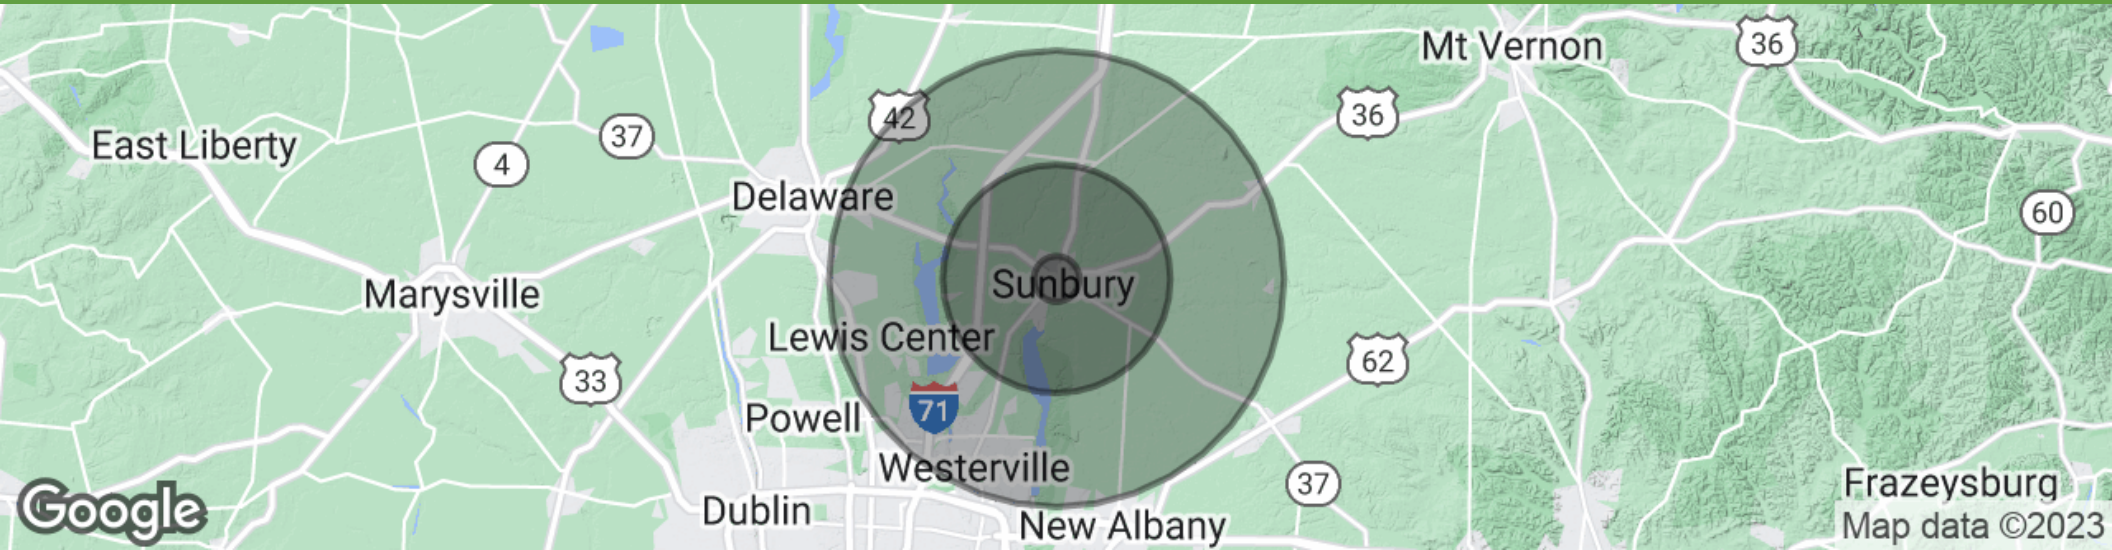 Mt Vernon
36
42
36
37
East Liberty
4
Delaware
60
Sunbury
Marysville
Lewis Center
62
33
71
Powell
Westerville
37
Frazeysburg
Google
Dublin
New Albany
Map data ©2023